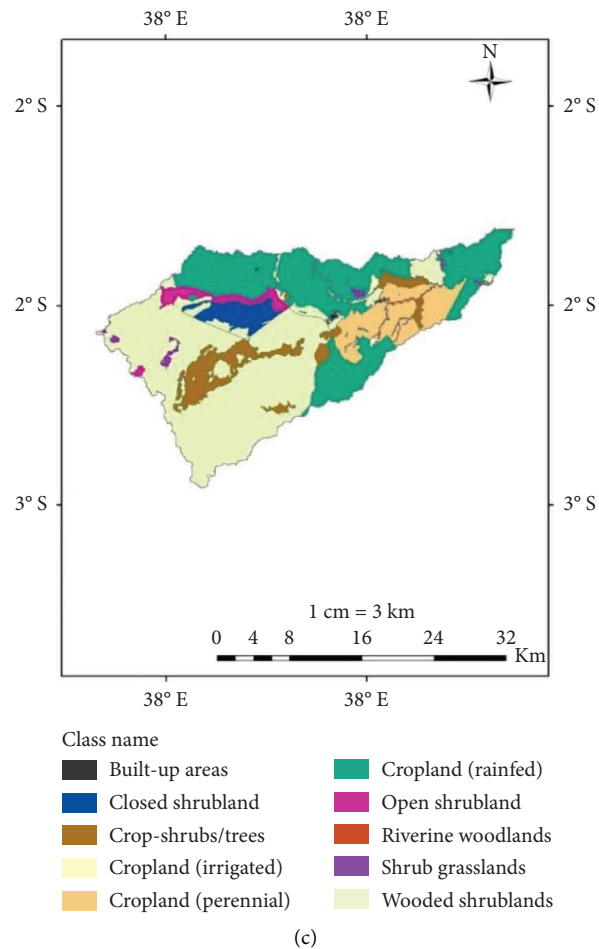 38° E 38° E
N
2° S 2° S
2° S 2° S
3° S 3° S
1 cm = 3 km
0 4 8 16 24 32
Km
38° E 38° E
Class name
Built-up areas
Closed shrubland
Crop-shrubs/trees
Cropland (irrigated)
Cropland (perennial)
Cropland (rainfed)
Open shrubland
Riverine woodlands
Shrub grasslands
Wooded shrublands
(c)